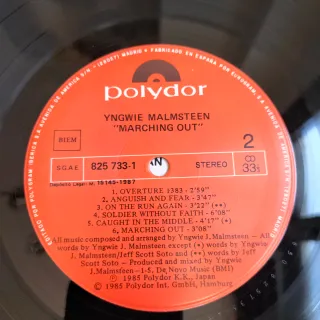 polydor
YNGWIE MALMSTEEN
"MARCHING OUT"
BIEM
2
S.G.A.E.
825 733-1
STEREO
33⅓
Depósito Legal: M. 15143-1987
1. OVERTURE 1383 - 2'59"
2. ANGUISH AND FEAR - 3'47"
3. ON THE RUN AGAIN - 3'22" (**)
4. SOLDIER WITHOUT FAITH - 6'08"
5. CAUGHT IN THE MIDDLE - 4'17" (*)
6. MARCHING OUT - 3'08"
All music composed and arranged by Yngwie J. Malmsteen - All
words by Yngwie J. Malmsteen except (*) words by Yngwie
J. Malmsteen/Jeff Scott Soto and (**) words by Jeff
Scott Soto - Produced and mixed by Yngwie
J. Malmsteen - 1-5. De Novo Music (BMI)
Ⓟ 1985 Polydor K.K., Japan
© 1985 Polydor Int. Gmbh, Hamburg